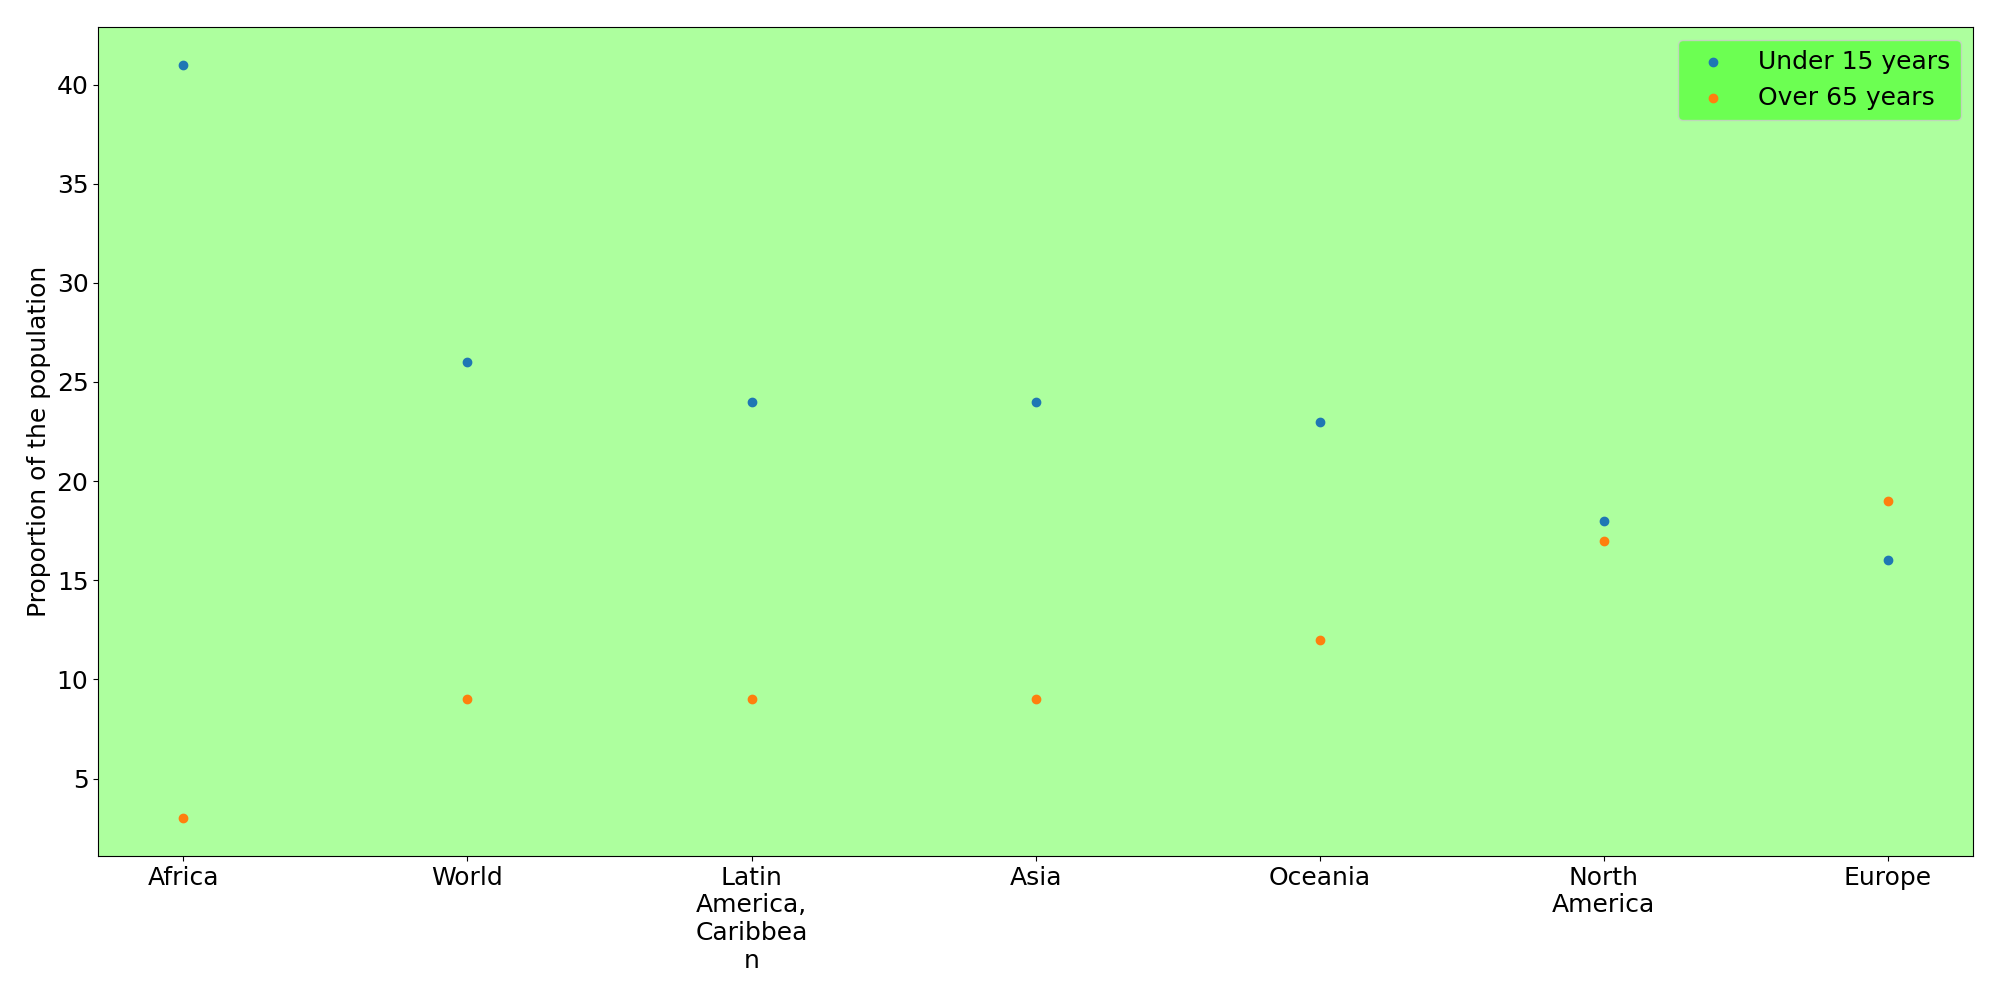 Under 15 years
Over 65 years
Proportion of the population
40
35
30
25
20
15
10
5
Africa
World
Latin
America,
Caribbea
n
Asia
Oceania
North
America
Europe